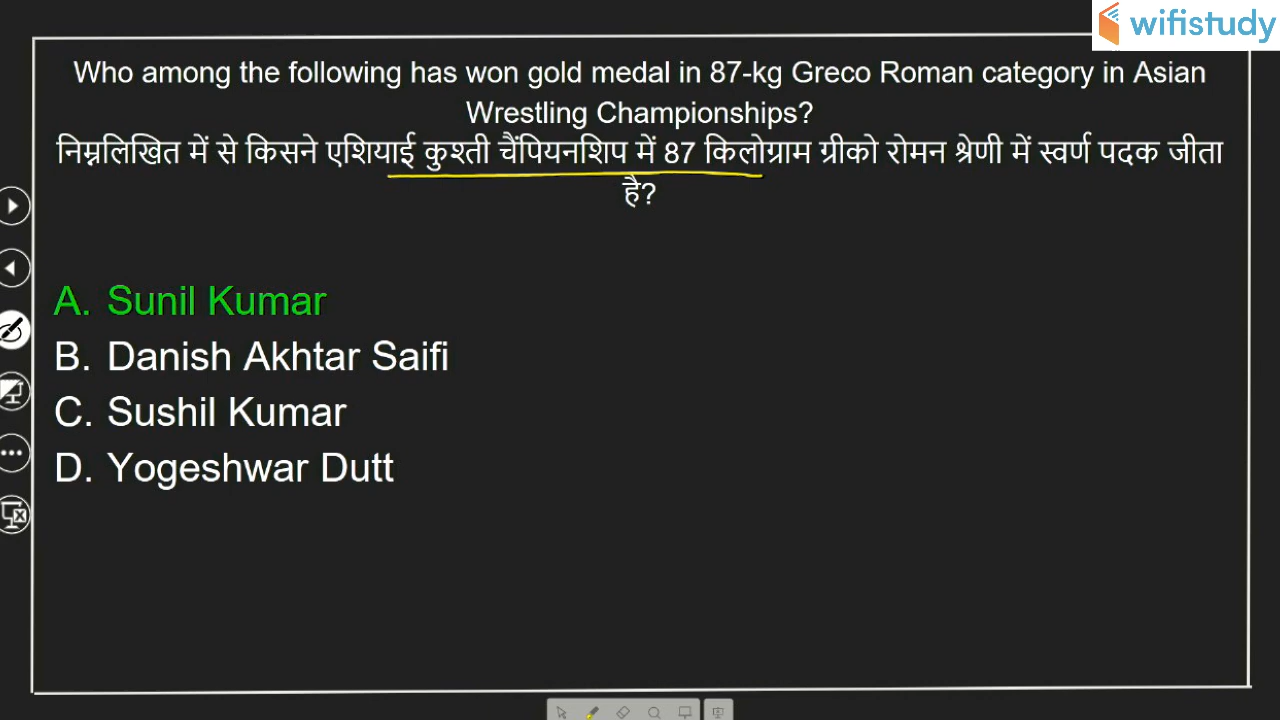 wifistudy
Who among the following has won gold medal in 87-kg Greco Roman category in Asian
Wrestling Championships?
निम्नलिखित में से किसने एशियाई कुश्ती चैंपियनशिप में 87 किलोग्राम ग्रीको रोमन श्रेणी में स्वर्ण पदक जीता
है?
A. Sunil Kumar
B. Danish Akhtar Saifi
C. Sushil Kumar
D. Yogeshwar Dutt